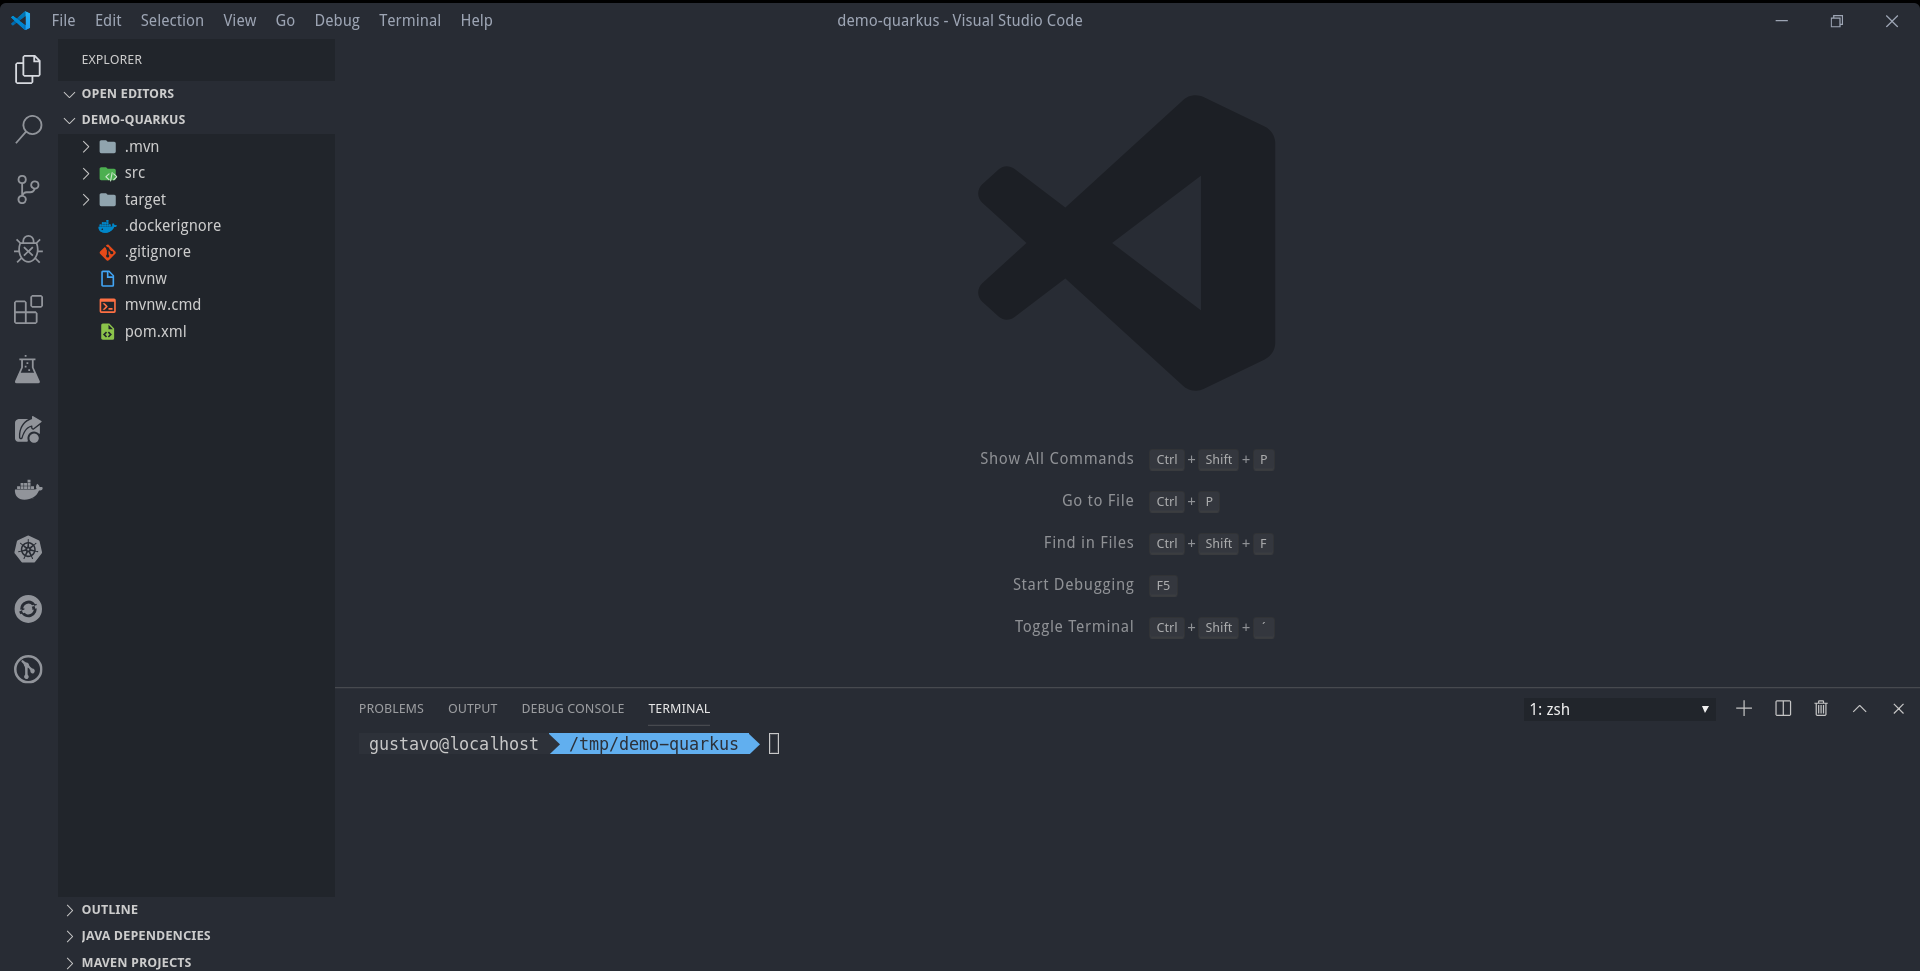 File Edit Selection View Go Debug Terminal Help
demo-quarkus - Visual Studio Code
EXPLORER
OPEN EDITORS
DEMO-QUARKUS
.mvn
src
target
.dockerignore
.gitignore
mvnw
mvnw.cmd
pom.xml
OUTLINE
JAVA DEPENDENCIES
MAVEN PROJECTS
Show All Commands Ctrl + Shift + P
Go to File Ctrl + P
Find in Files Ctrl + Shift + F
Start Debugging F5
Toggle Terminal Ctrl + Shift + ´
PROBLEMS OUTPUT DEBUG CONSOLE TERMINAL 1: zsh
gustavo@localhost /tmp/demo-quarkus